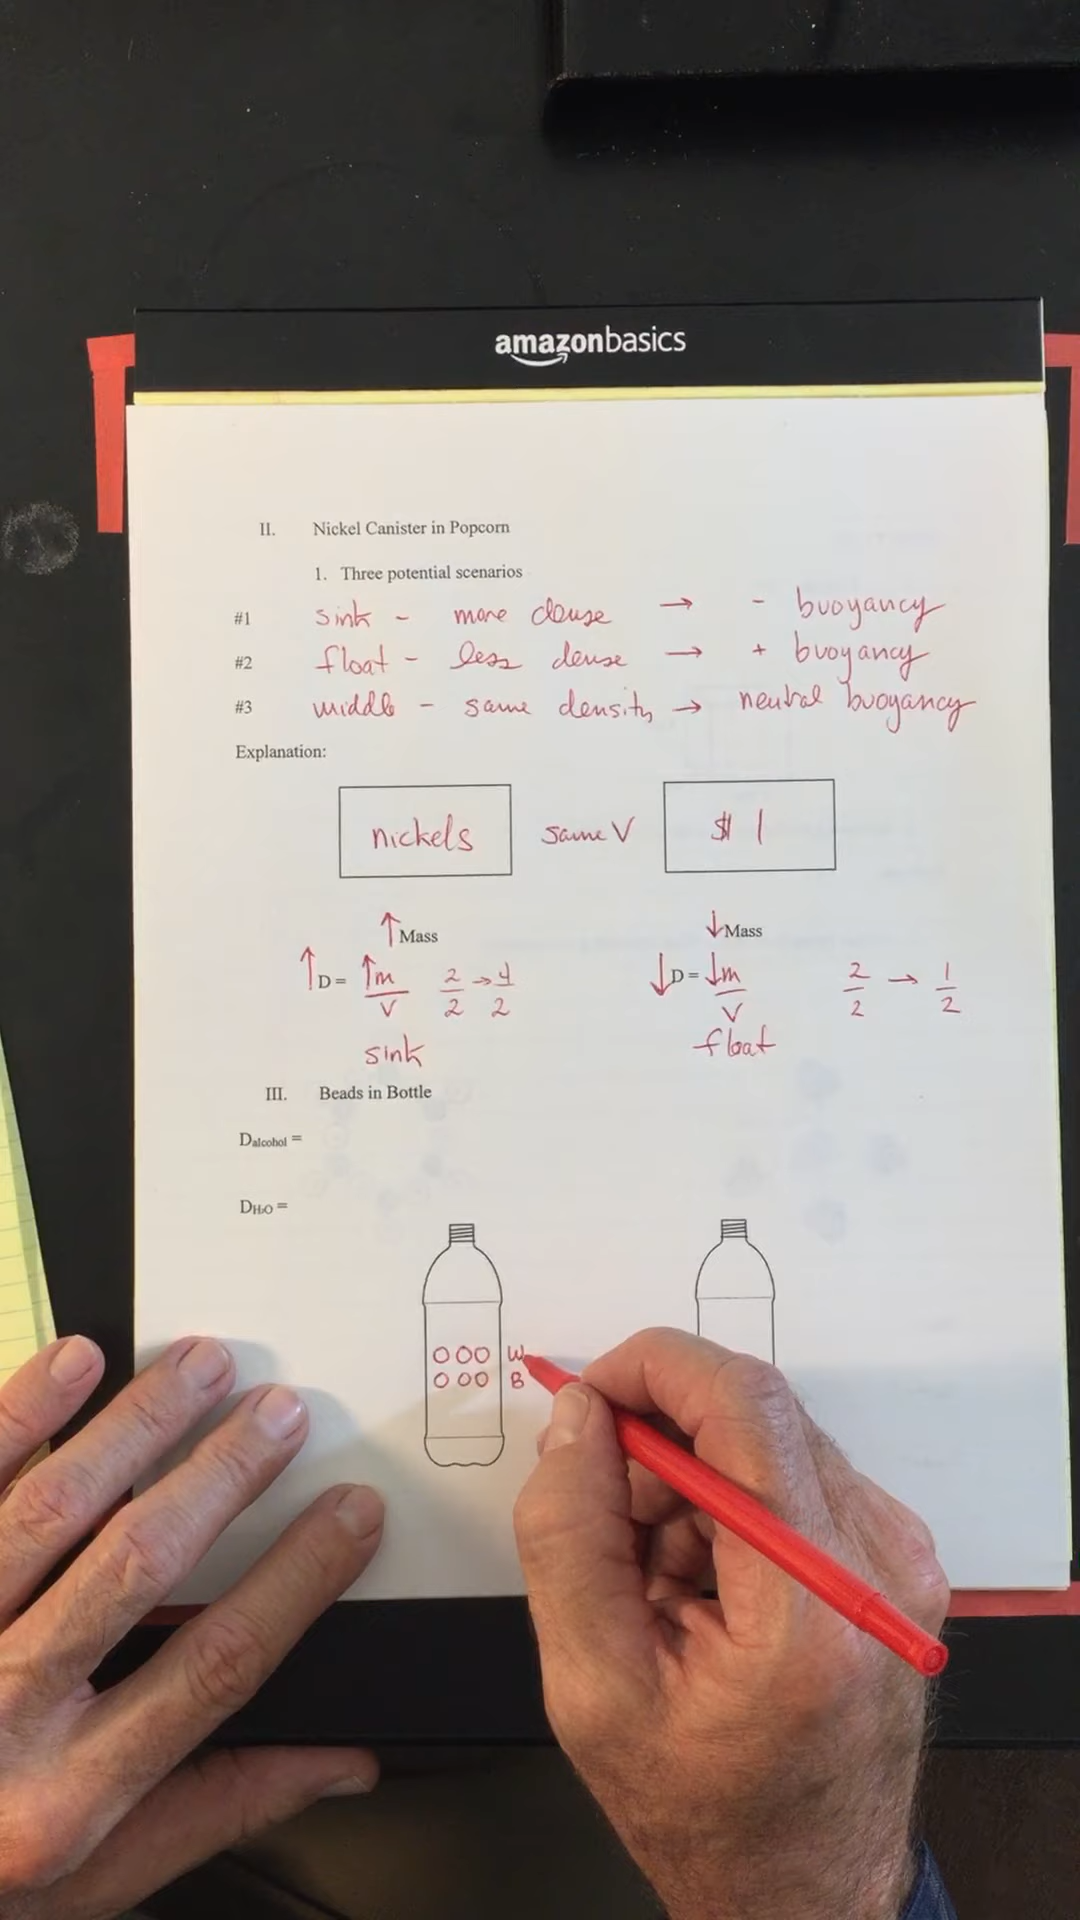 amazonbasics
II. Nickel Canister in Popcorn
1. Three potential scenarios
#1 sink - more dense → - buoyancy
#2 float - less dense → + buoyancy
#3 middle - same density → neutral buoyancy
Explanation:
nickels same V $ 1
↑ Mass ↓ Mass
↑D = ↑m/V 2/2 → 4/2 ↓D = ↓m/V 2/2 → 1/2
sink float
III. Beads in Bottle
Dalcohol =
DH₂O =
W
B